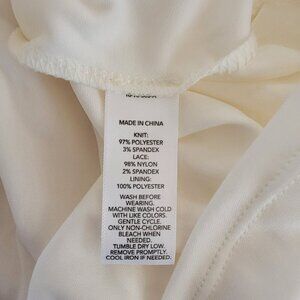 MADE IN CHINA
KNIT:
97% POLYESTER
3% SPANDEX
LACE:
98% NYLON
2% SPANDEX
LINING:
100% POLYESTER
WASH BEFORE
WEARING.
MACHINE WASH COLD
WITH LIKE COLORS.
GENTLE CYCLE.
ONLY NON-CHLORINE
BLEACH WHEN
NEEDED.
TUMBLE DRY LOW.
REMOVE PROMPTLY.
COOL IRON IF NEEDED.